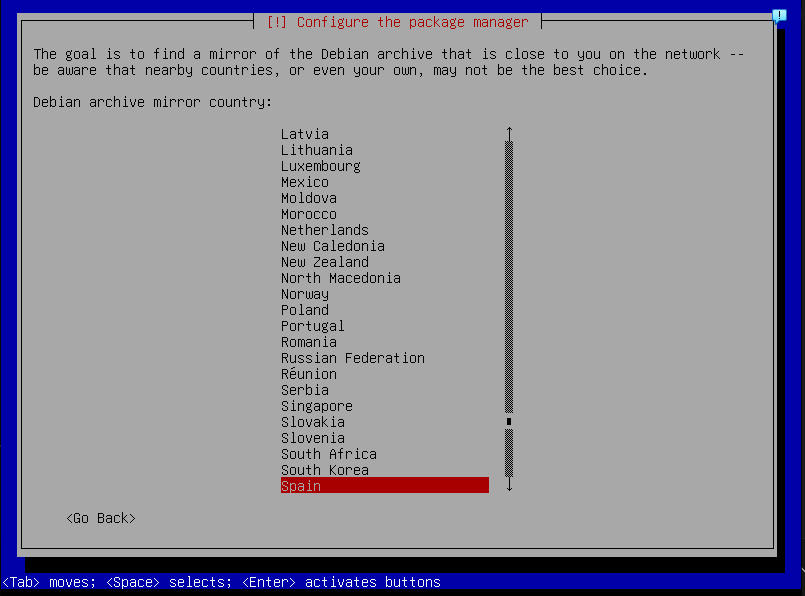 [!] Configure the package manager
The goal is to find a mirror of the Debian archive that is close to you on the network --
be aware that nearby countries, or even your own, may not be the best choice.
Debian archive mirror country:
Latvia
Lithuania
Luxembourg
Mexico
Moldova
Morocco
Netherlands
New Caledonia
New Zealand
North Macedonia
Norway
Poland
Portugal
Romania
Russian Federation
Réunion
Serbia
Singapore
Slovakia
Slovenia
South Africa
South Korea
Spain
<Go Back>
<Tab> moves; <Space> selects; <Enter> activates buttons